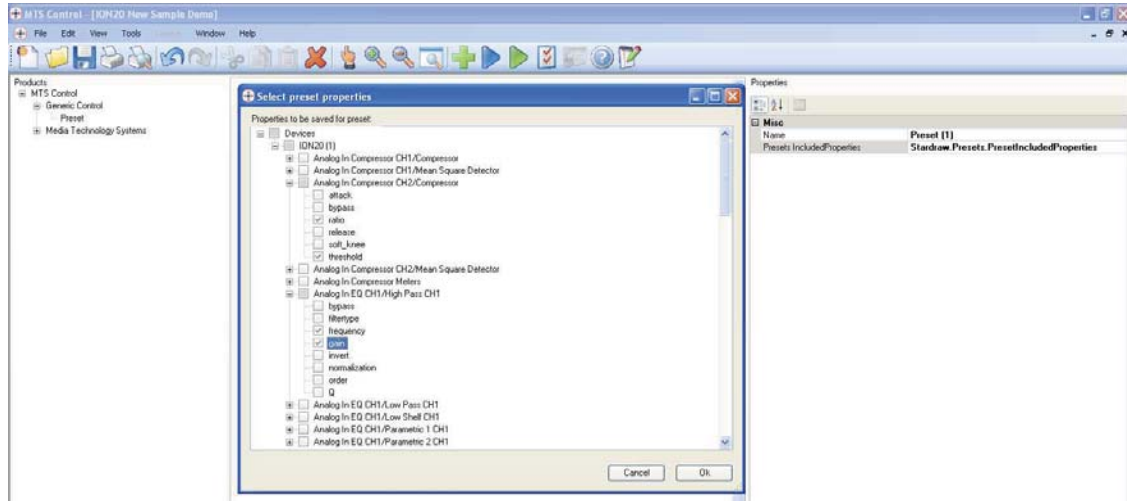 MTS Control - [ION20 New Sample Demo]
File Edit View Tools Window Help
Products
MTS Control
Generic Control
Preset
Media Technology Systems
Select preset properties
Properties to be saved for preset:
Devices
ION20 (1)
Analog In Compressor CH1/Compressor
Analog In Compressor CH1/Mean Square Detector
Analog In Compressor CH2/Compressor
attack
bypass
ratio
release
soft_knee
threshold
Analog In Compressor CH2/Mean Square Detector
Analog In Compressor Meters
Analog In EQ CH1/High Pass CH1
bypass
filtertype
frequency
gain
invert
normalization
order
Q
Analog In EQ CH1/Low Pass CH1
Analog In EQ CH1/Low Shelf CH1
Analog In EQ CH1/Parametric 1 CH1
Analog In EQ CH1/Parametric 2 CH1
Cancel Ok
Properties
Misc
Name Preset (1)
Presets IncludedProperties Stardraw.Presets.PresetIncludedProperties